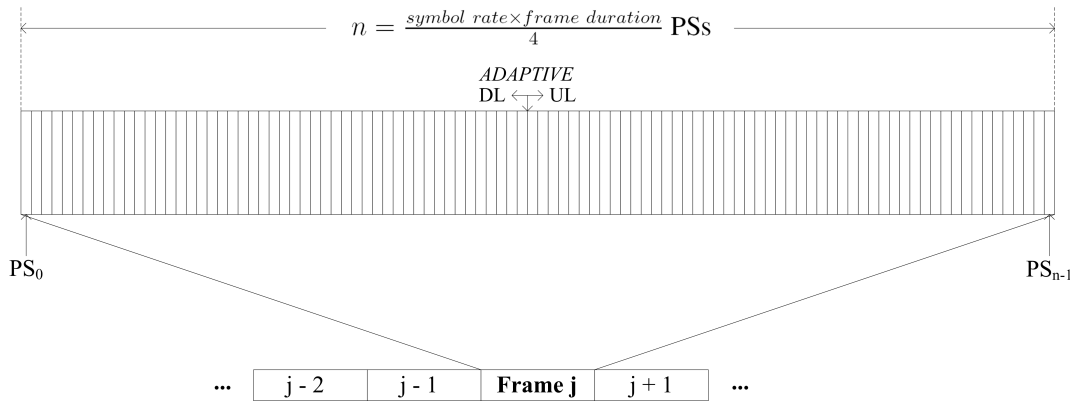 n = symbol rate×frame duration / 4 PSs
ADAPTIVE
DL UL
PS0
PSn-1
... j - 2 j - 1 Frame j j + 1 ...